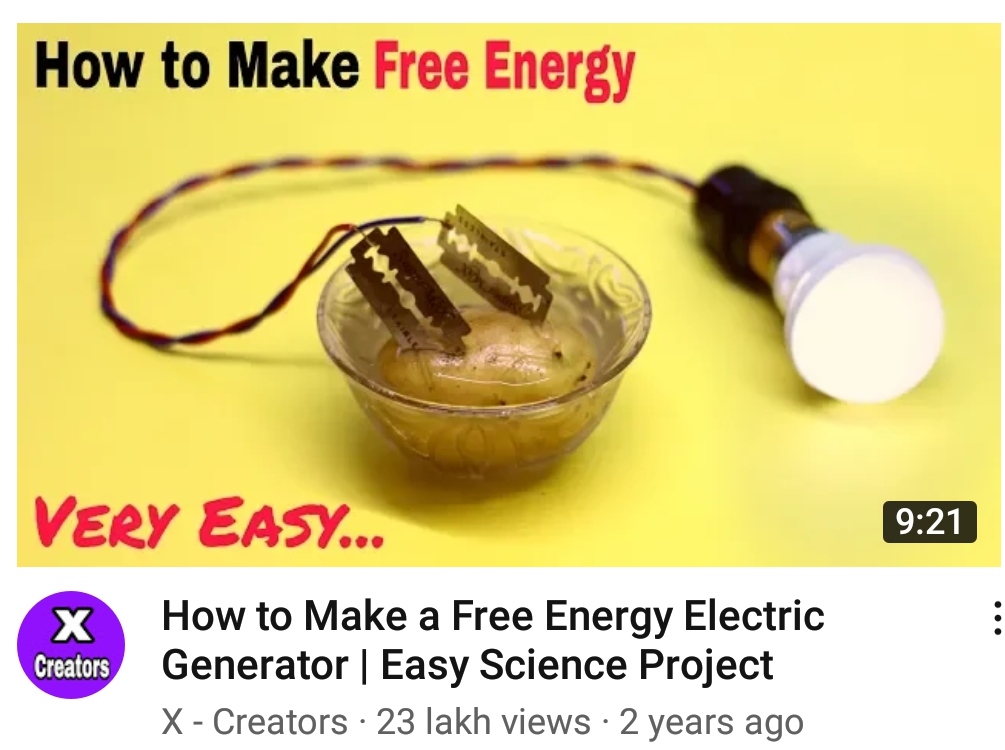 How to Make Free Energy
VERY EASY...
9:21
X
Creators
How to Make a Free Energy Electric
Generator | Easy Science Project
X - Creators · 23 lakh views · 2 years ago